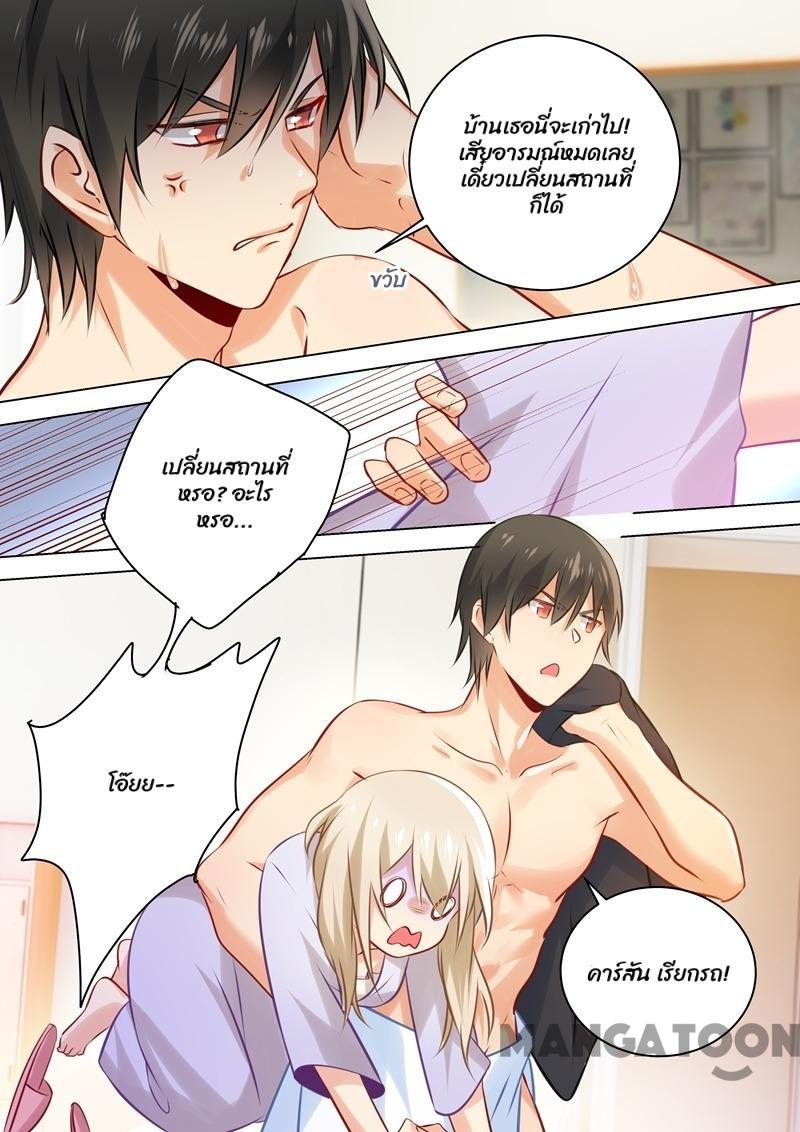 บ้านเธอนี่จะเก่าไป!
เสียอารมณ์หมดเลย
เดี๋ยวเปลี่ยนสถานที่
ก็ได้
ขวับ
เปลี่ยนสถานที่
หรอ? อะไร
หรอ...
โอ๊ยย--
คาร์สัน เรียกรถ!
MANGATOON